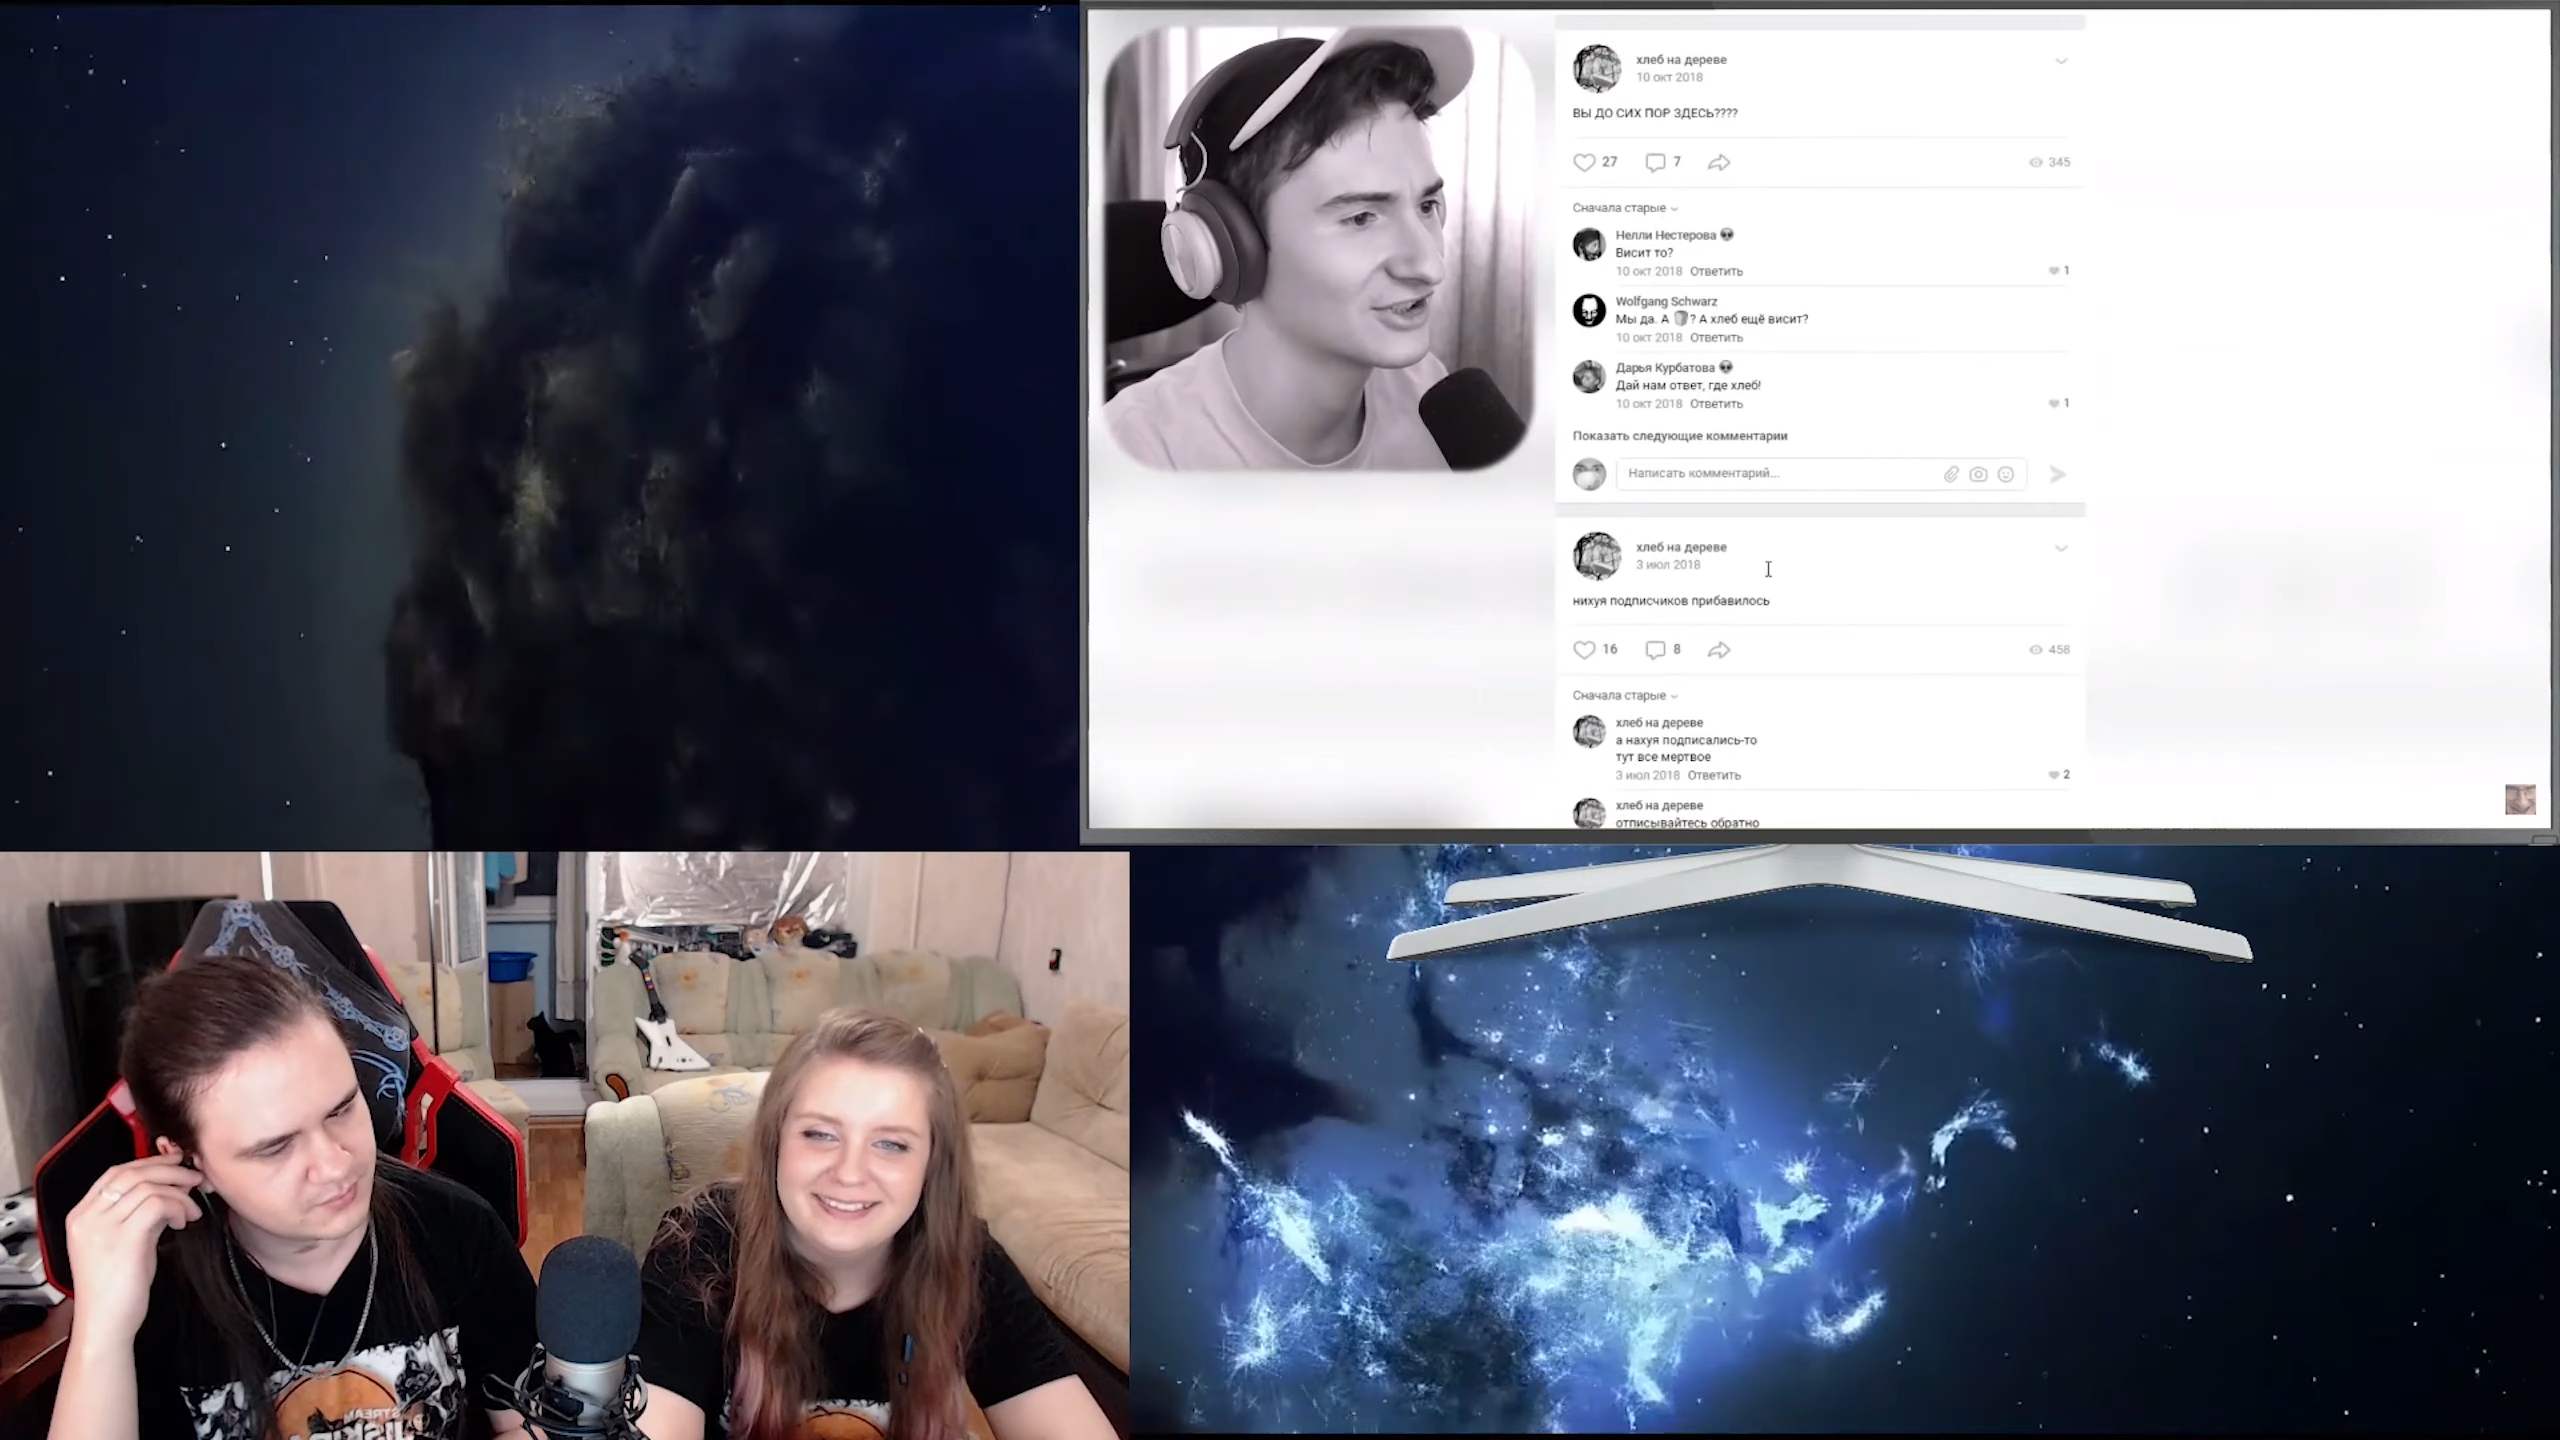 хлеб на дереве
10 окт 2018
ВЫ ДО СИХ ПОР ЗДЕСЬ????
27 7 345
Сначала старые
Нелли Нестерова
Висит то?
10 окт 2018 Ответить 1
Wolfgang Schwarz
Мы да. А ? А хлеб ещё висит?
10 окт 2018 Ответить
Дарья Курбатова
Дай нам ответ, где хлеб!
10 окт 2018 Ответить 1
Показать следующие комментарии
Написать комментарий...
хлеб на дереве
3 июл 2018
нихуя подписчиков прибавилось
16 8 458
Сначала старые
хлеб на дереве
а нахуя подписались-то
тут все мертвое
3 июл 2018 Ответить 2
хлеб на дереве
отписывайтесь обратно
STREAM